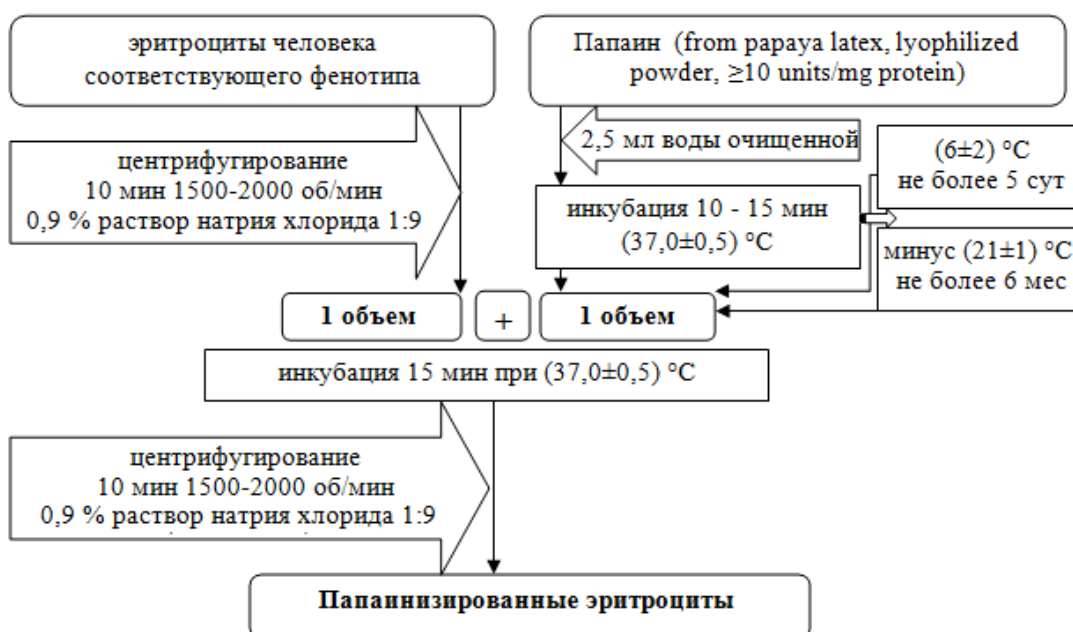 эритроциты человека
соответствующего фенотипа
Папаин (from papaya latex, lyophilized
powder, ≥10 units/mg protein)
центрифугирование
10 мин 1500-2000 об/мин
0,9 % раствор натрия хлорида 1:9
2,5 мл воды очищенной
(6±2) °C
не более 5 сут
инкубация 10 - 15 мин
(37,0±0,5) °C
минус (21±1) °C
не более 6 мес
1 объем + 1 объем
инкубация 15 мин при (37,0±0,5) °C
центрифугирование
10 мин 1500-2000 об/мин
0,9 % раствор натрия хлорида 1:9
Папаинизированные эритроциты